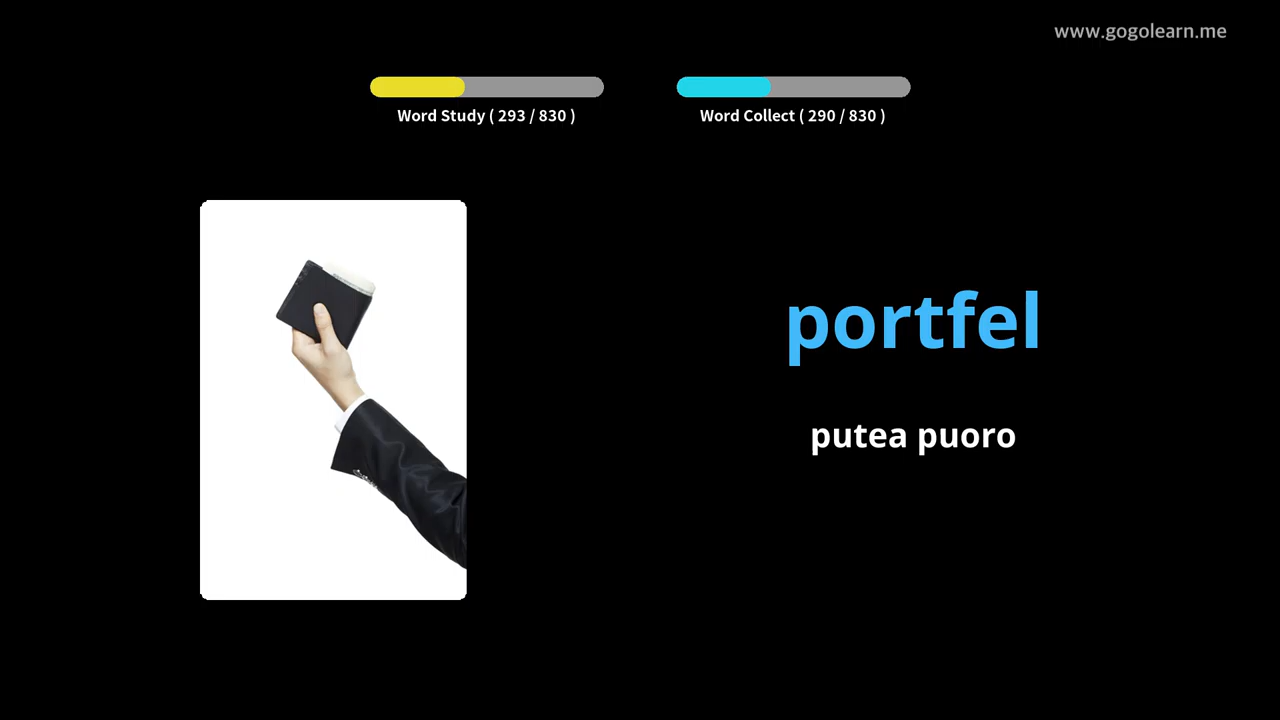 www.gogolearn.me
Word Study ( 293 / 830 )
Word Collect ( 290 / 830 )
portfel
putea puoro